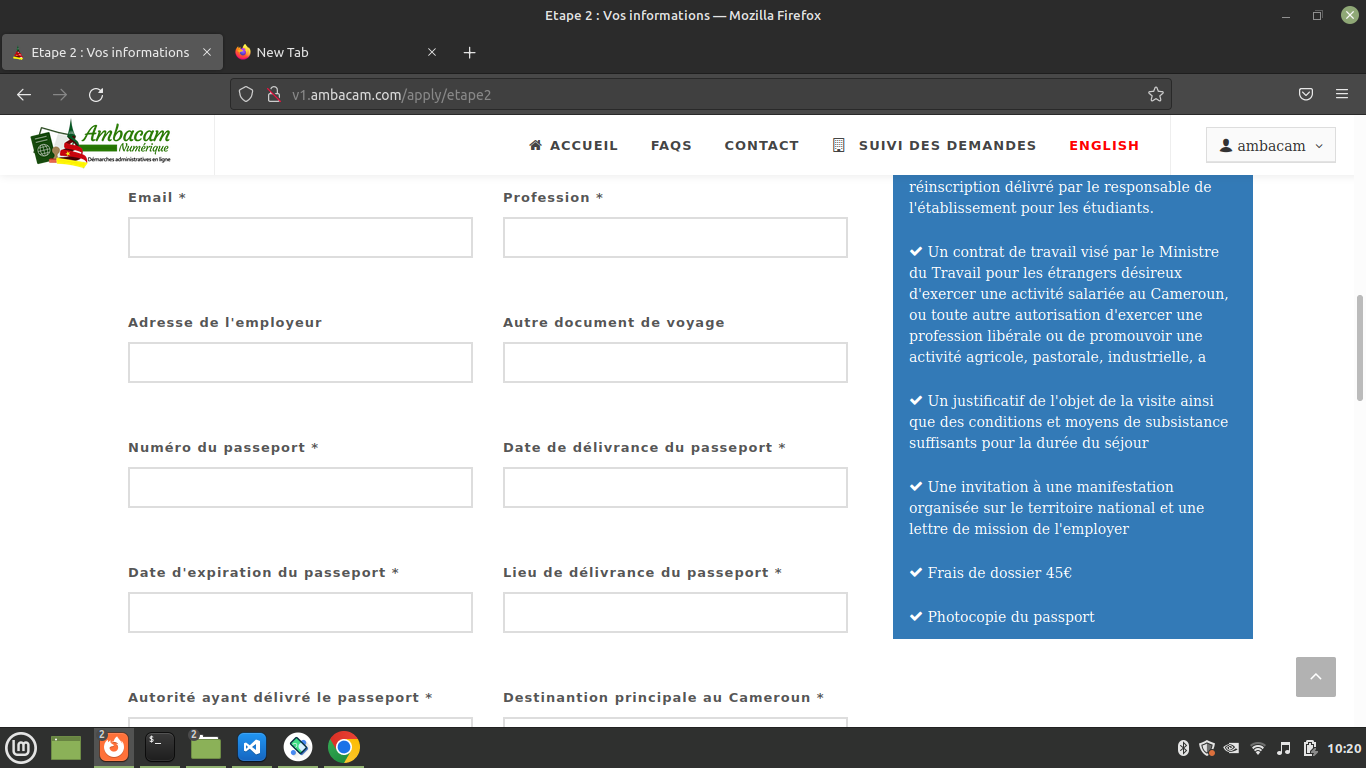 Etape 2 : Vos informations — Mozilla Firefox
Etape 2 : Vos informations
New Tab
v1.ambacam.com/apply/etape2
Ambacam
Numérique
Démarches administratives en ligne
ACCUEIL
FAQS
CONTACT
SUIVI DES DEMANDES
ENGLISH
ambacam
Email *
Profession *
Adresse de l'employeur
Autre document de voyage
Numéro du passeport *
Date de délivrance du passeport *
Date d'expiration du passeport *
Lieu de délivrance du passeport *
Autorité ayant délivré le passeport *
Destinantion principale au Cameroun *
réinscription délivré par le responsable de
l'établissement pour les étudiants.
Un contrat de travail visé par le Ministre
du Travail pour les étrangers désireux
d'exercer une activité salariée au Cameroun,
ou toute autre autorisation d'exercer une
profession libérale ou de promouvoir une
activité agricole, pastorale, industrielle, a
Un justificatif de l'objet de la visite ainsi
que des conditions et moyens de subsistance
suffisants pour la durée du séjour
Une invitation à une manifestation
organisée sur le territoire national et une
lettre de mission de l'employer
Frais de dossier 45€
Photocopie du passport
2
$_
2
10:20